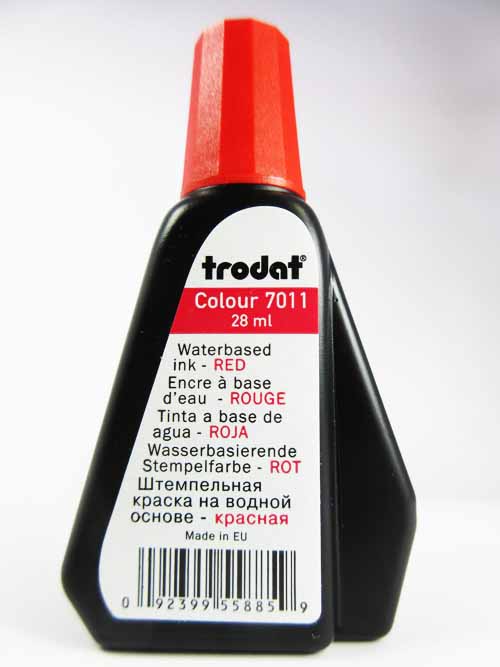 trodat®
Colour 7011
28 ml
Waterbased
ink - RED
Encre à base
d'eau - ROUGE
Tinta a base de
agua - ROJA
Wasserbasierende
Stempelfarbe - ROT
Штемпельная
краска на водной
основе - красная
Made in EU
0 92399 55885 9